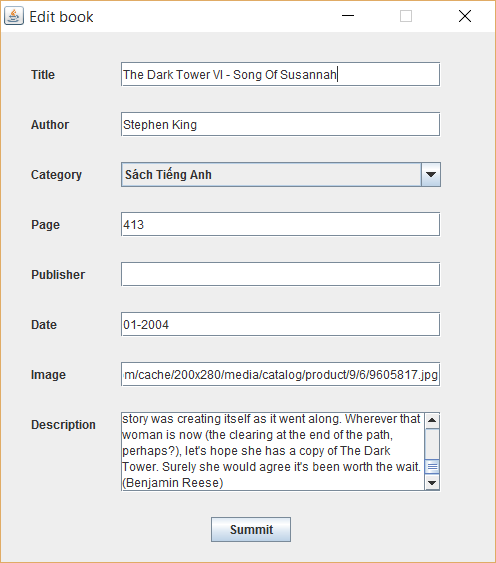 Edit book
Title
The Dark Tower VI - Song Of Susannah
Author
Stephen King
Category
Sách Tiếng Anh
Page
413
Publisher
Date
01-2004
Image
m/cache/200x280/media/catalog/product/9/6/9605817.jpg
Description
story was creating itself as it went along. Wherever that
woman is now (the clearing at the end of the path,
perhaps?), let's hope she has a copy of The Dark
Tower. Surely she would agree it's been worth the wait.
(Benjamin Reese)
Summit